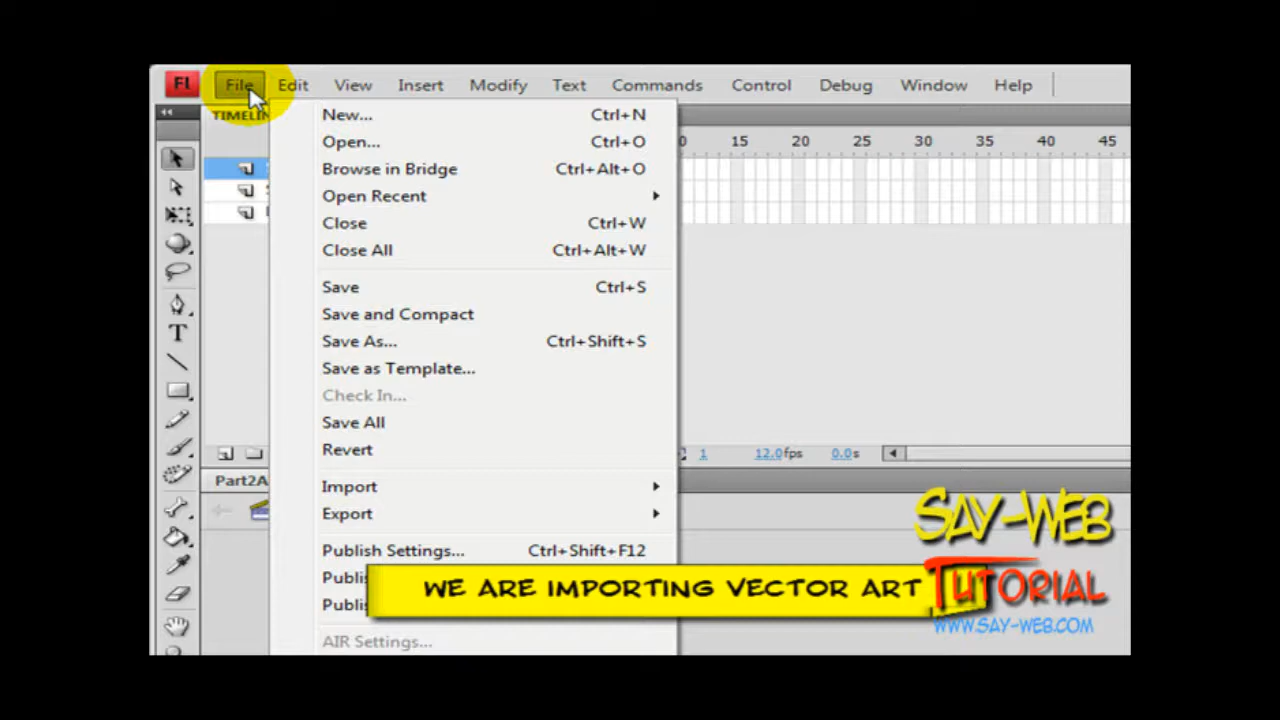 Fl File Edit View Insert Modify Text Commands Control Debug Window Help
TIMELIN
15 20 25 30 35 40 45
New... Ctrl+N
Open... Ctrl+O
Browse in Bridge Ctrl+Alt+O
Open Recent
Close Ctrl+W
Close All Ctrl+Alt+W
Save Ctrl+S
Save and Compact
Save As... Ctrl+Shift+S
Save as Template...
Check In...
Save All
Revert
1 12.0fps 0.0s
Import
Export
Part2A
Publish Settings... Ctrl+Shift+F12
Publi
Publi
AIR Settings...
WE ARE IMPORTING VECTOR ART
SAY-WEB
TUTORIAL
WWW.SAY-WEB.COM